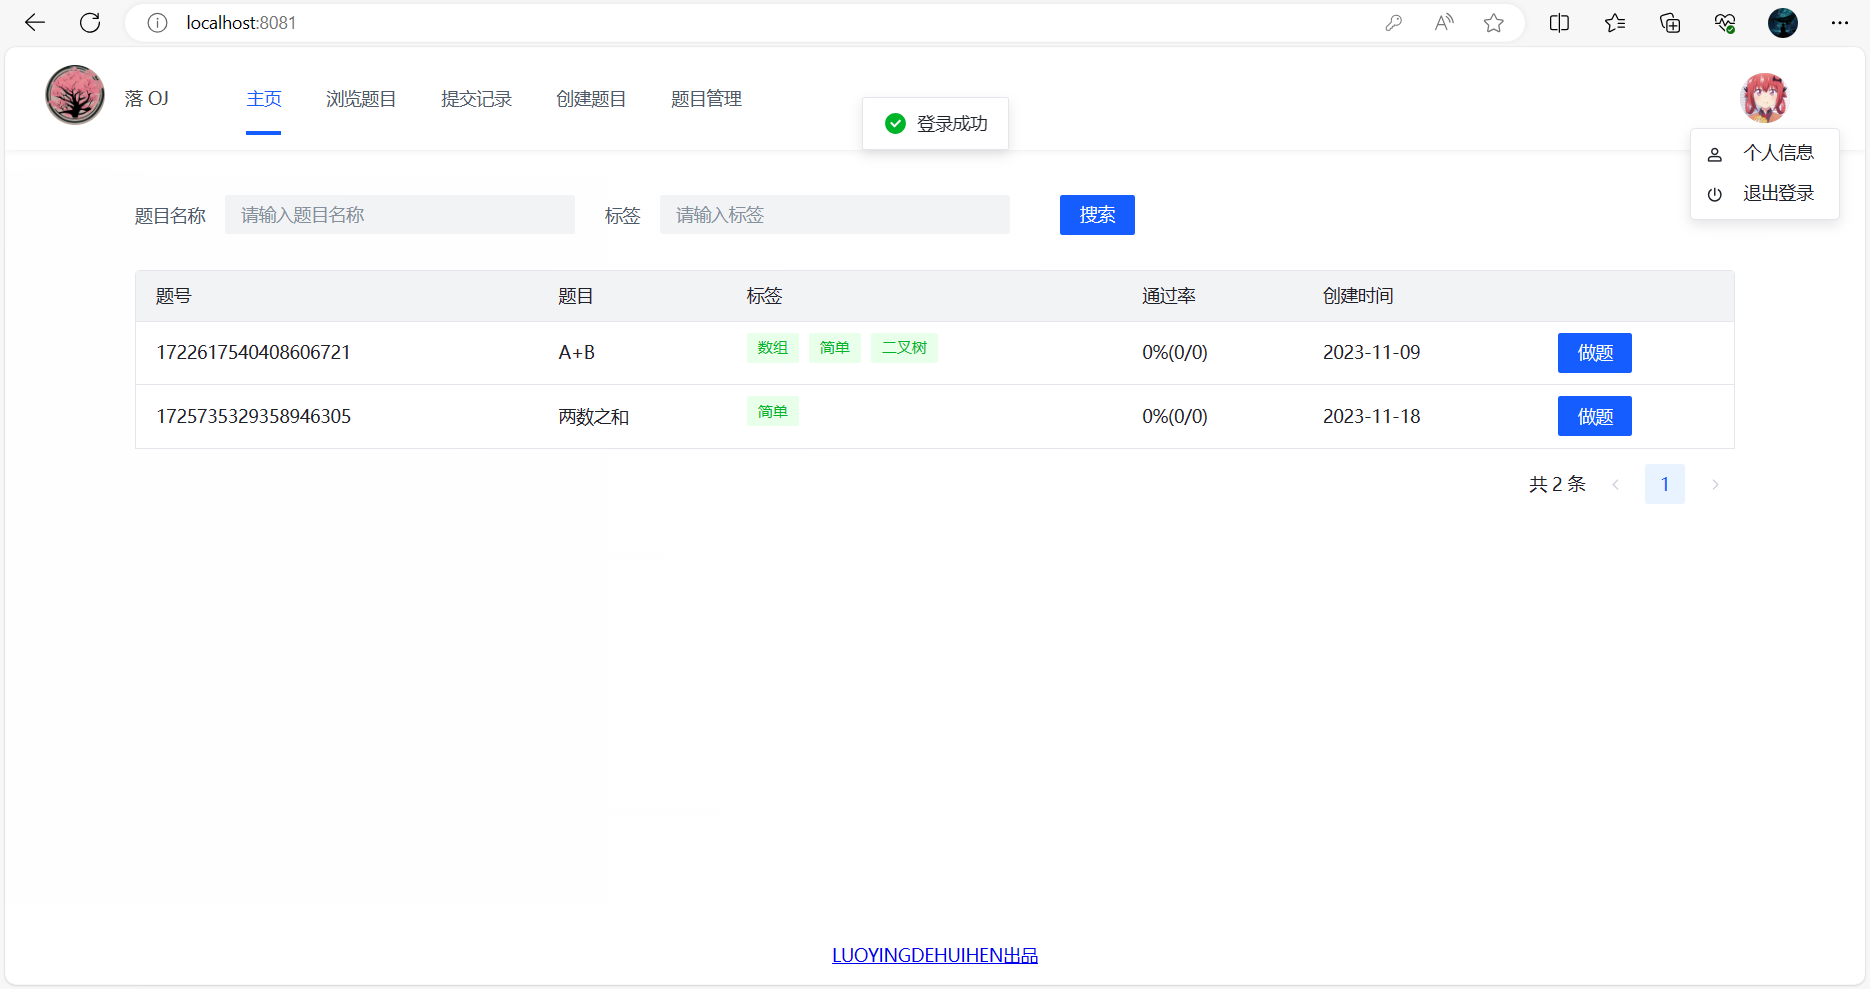 localhost:8081
落 OJ
主页
浏览题目
提交记录
创建题目
题目管理
登录成功
个人信息
退出登录
题目名称 请输入题目名称 标签 请输入标签 搜索
题号 题目 标签 通过率 创建时间
1722617540408606721 A+B 数组 简单 二叉树 0%(0/0) 2023-11-09 做题
1725735329358946305 两数之和 简单 0%(0/0) 2023-11-18 做题
共 2 条 1
LUOYINGDEHUIHEN出品